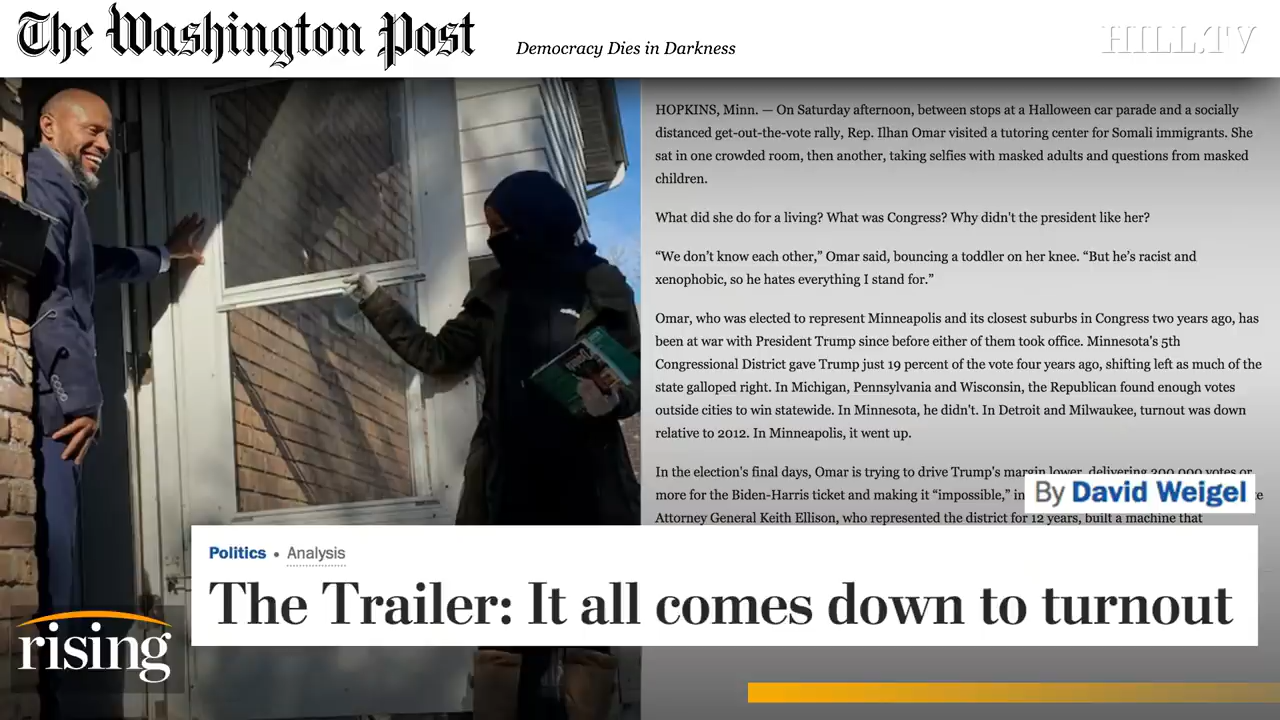 The Washington Post
Democracy Dies in Darkness
HILL.TV
HOPKINS, Minn. — On Saturday afternoon, between stops at a Halloween car parade and a socially
distanced get-out-the-vote rally, Rep. Ilhan Omar visited a tutoring center for Somali immigrants. She
sat in one crowded room, then another, taking selfies with masked adults and questions from masked
children.
What did she do for a living? What was Congress? Why didn't the president like her?
“We don’t know each other,” Omar said, bouncing a toddler on her knee. “But he’s racist and
xenophobic, so he hates everything I stand for.”
Omar, who was elected to represent Minneapolis and its closest suburbs in Congress two years ago, has
been at war with President Trump since before either of them took office. Minnesota's 5th
Congressional District gave Trump just 19 percent of the vote four years ago, shifting left as much of the
state galloped right. In Michigan, Pennsylvania and Wisconsin, the Republican found enough votes
outside cities to win statewide. In Minnesota, he didn't. In Detroit and Milwaukee, turnout was down
relative to 2012. In Minneapolis, it went up.
In the election's final days, Omar is trying to drive Trump's margin lower, delivering 200,000 votes or
more for the Biden-Harris ticket and making it “impossible,” in
By David Weigel
Attorney General Keith Ellison, who represented the district for 12 years, built a machine that
Politics • Analysis
The Trailer: It all comes down to turnout
rising